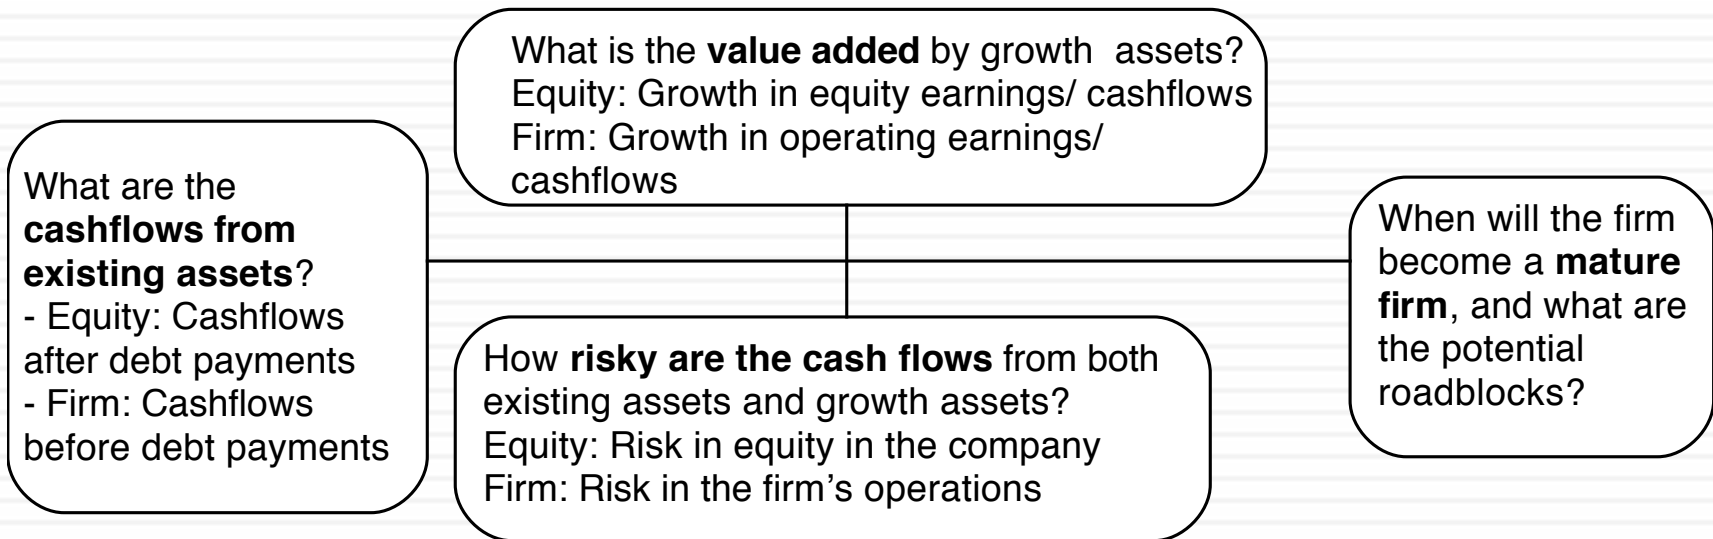 What is the value added by growth  assets?
Equity: Growth in equity earnings/ cashflows
Firm: Growth in operating earnings/
cashflows
What are the
cashflows from
existing assets?
- Equity: Cashflows
after debt payments
- Firm: Cashflows
before debt payments
How risky are the cash flows from both
existing assets and growth assets?
Equity: Risk in equity in the company
Firm: Risk in the firm’s operations
When will the firm
become a mature
firm, and what are
the potential
roadblocks?